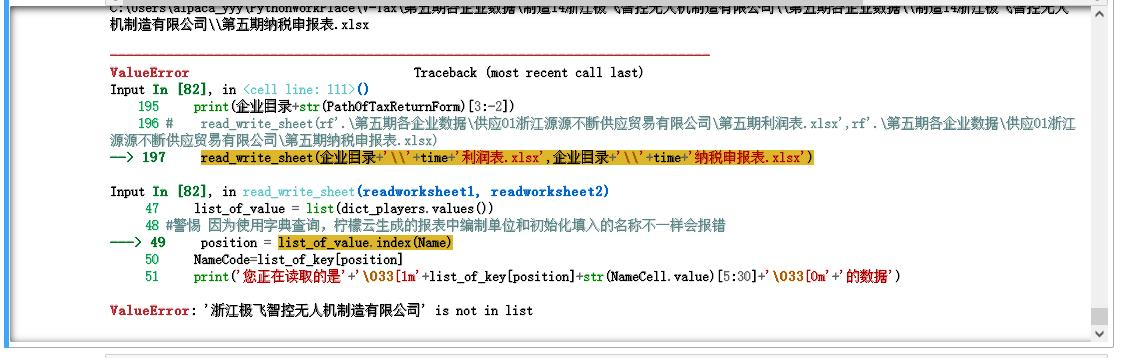 C:\Users\alpaca_yyy\PythonWorkPlace\V-Tax\第五期各企业数据\制造14浙江极飞智控无人机制造有限公司\\第五期各企业数据\\制造14浙江极飞智控无人
机制造有限公司\\第五期纳税申报表.xlsx
ValueError Traceback (most recent call last)
Input In [82], in <cell line: 111>()
195 print(企业目录+str(PathOfTaxReturnForm)[3:-2])
196 # read_write_sheet(rf'.\第五期各企业数据\供应01浙江源源不断供应贸易有限公司\第五期利润表.xlsx',rf'.\第五期各企业数据\供应01浙江
源源不断供应贸易有限公司\第五期纳税申报表.xlsx)
--> 197 read_write_sheet(企业目录+'\\'+time+'利润表.xlsx',企业目录+'\\'+time+'纳税申报表.xlsx')
Input In [82], in read_write_sheet(readworksheet1, readworksheet2)
47 list_of_value = list(dict_players.values())
48 #警惕 因为使用字典查询，柠檬云生成的报表中编制单位和初始化填入的名称不一样会报错
---> 49 position = list_of_value.index(Name)
50 NameCode=list_of_key[position]
51 print('您正在读取的是'+'\033[1m'+list_of_key[position]+str(NameCell.value)[5:30]+'\033[0m'+'的数据')
ValueError: '浙江极飞智控无人机制造有限公司' is not in list